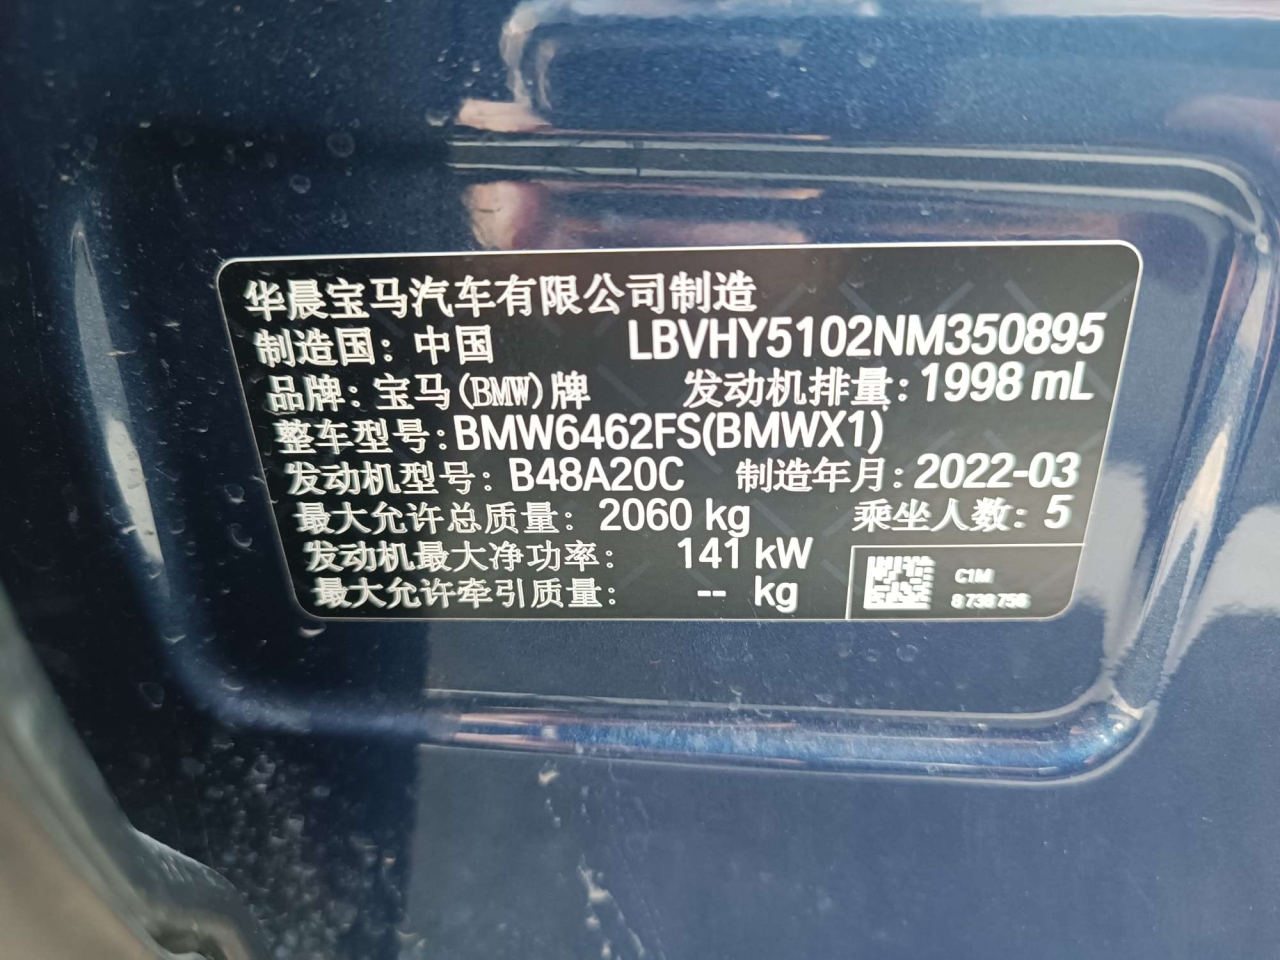 华晨宝马汽车有限公司制造
制造国：中国 LBVHY5102NM350895
品牌：宝马(BMW)牌 发动机排量：1998 mL
整车型号：BMW6462FS(BMWX1)
发动机型号：B48A20C 制造年月：2022-03
最大允许总质量：2060 kg 乘坐人数：5
发动机最大净功率：141 kW
最大允许牵引质量：-- kg
C1M
8 738 756